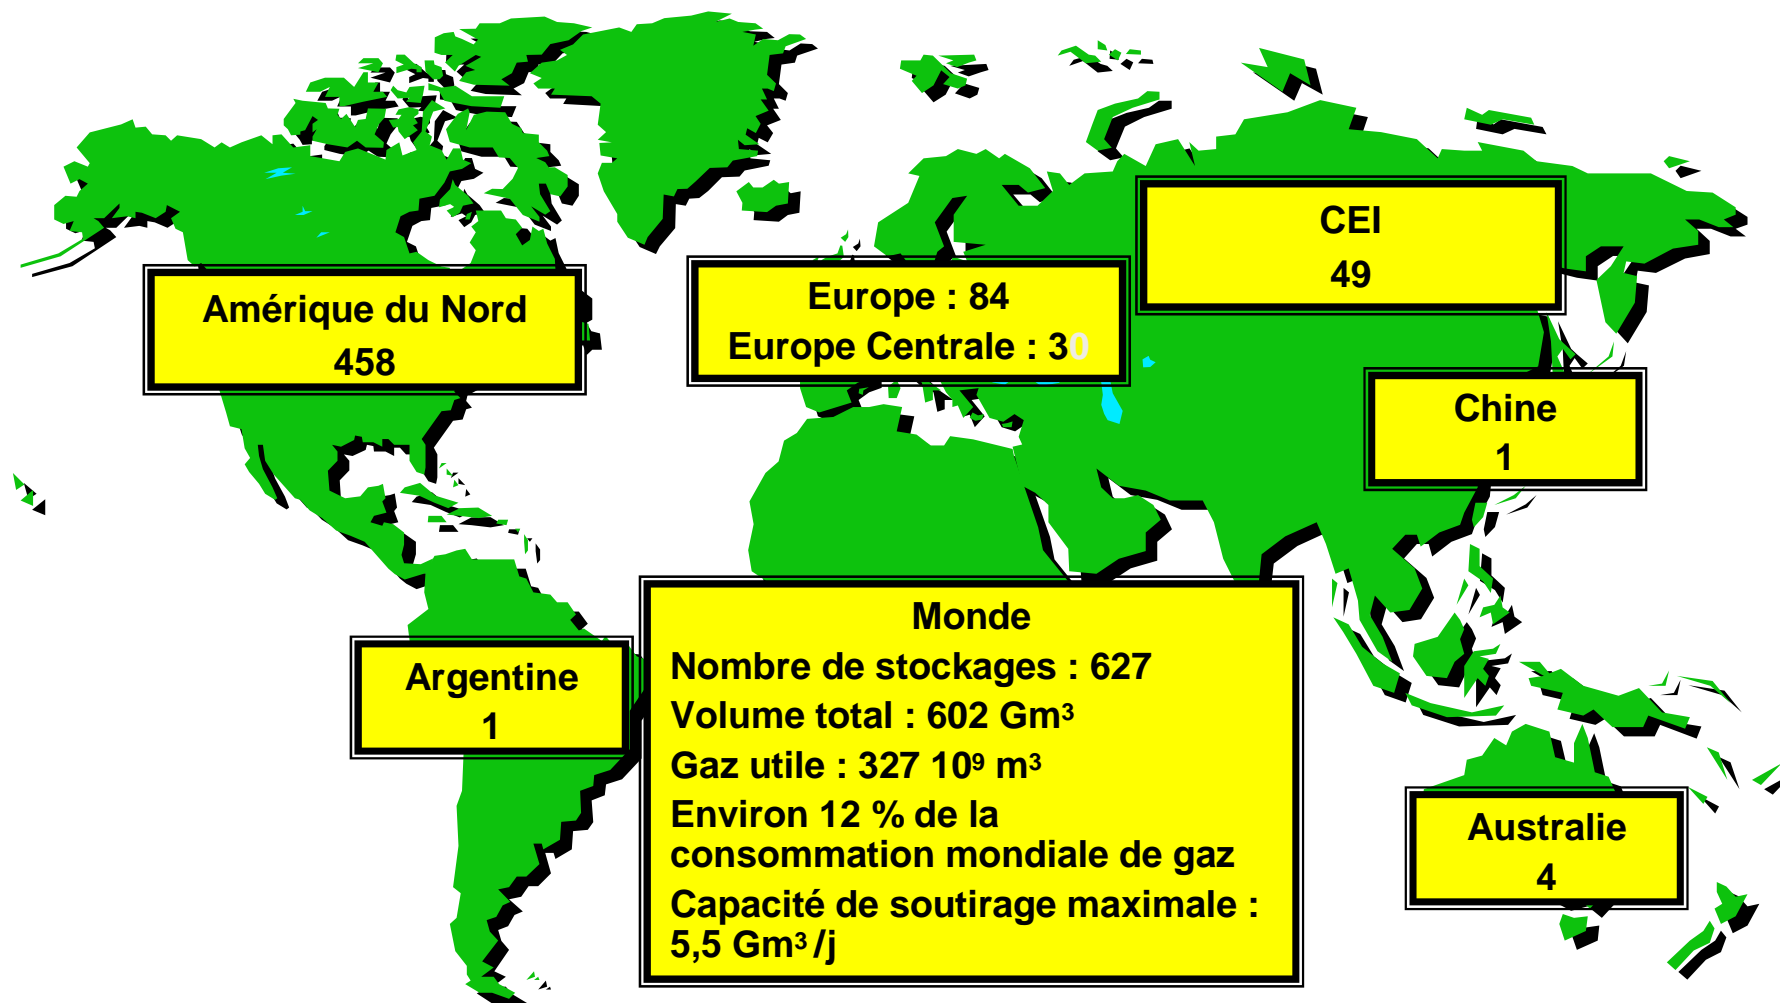 CEI
49
Amérique du Nord
458
Europe : 84
Europe Centrale : 30
Chine
1
Monde
Nombre de stockages : 627
Volume total : 602 Gm³
Gaz utile : 327 10⁹ m³
Environ 12 % de la
consommation mondiale de gaz
Capacité de soutirage maximale :
5,5 Gm³ /j
Argentine
1
Australie
4